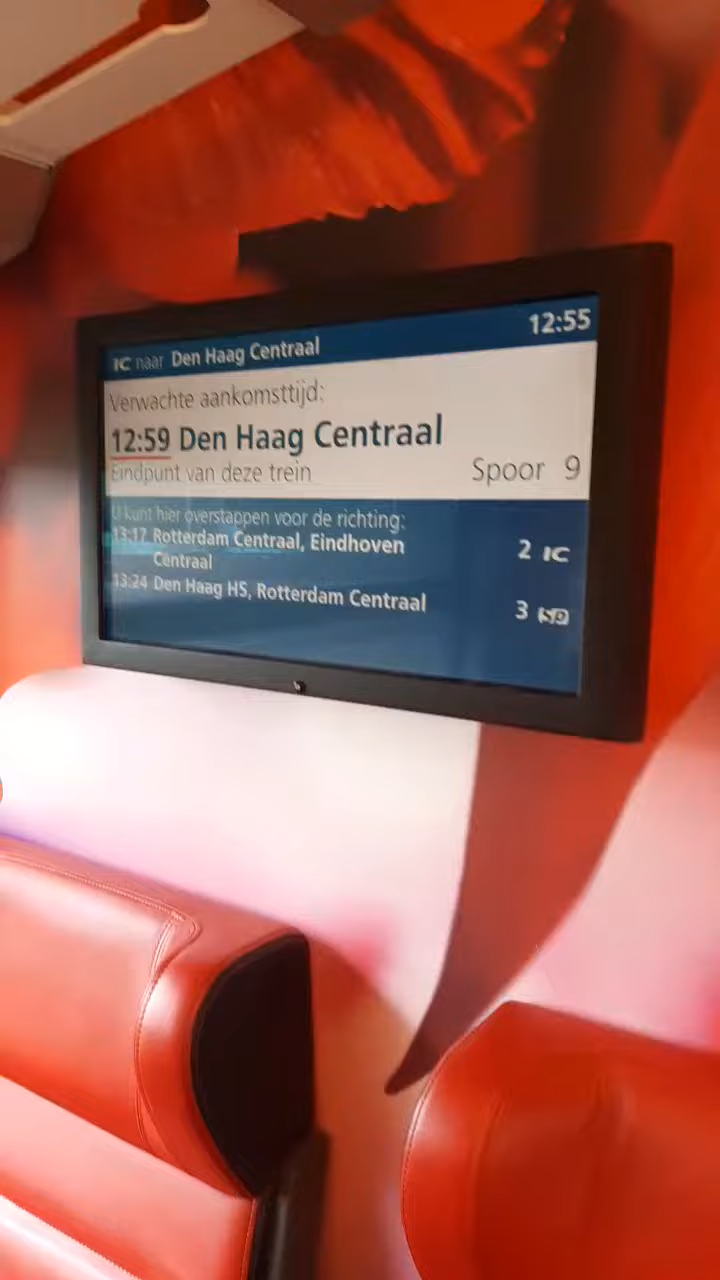 IC naar Den Haag Centraal 12:55
Verwachte aankomsttijd:
12:59 Den Haag Centraal
Eindpunt van deze trein Spoor 9
U kunt hier overstappen voor de richting:
13:17 Rotterdam Centraal, Eindhoven 2 IC
Centraal
13:24 Den Haag HS, Rotterdam Centraal 3 SPR